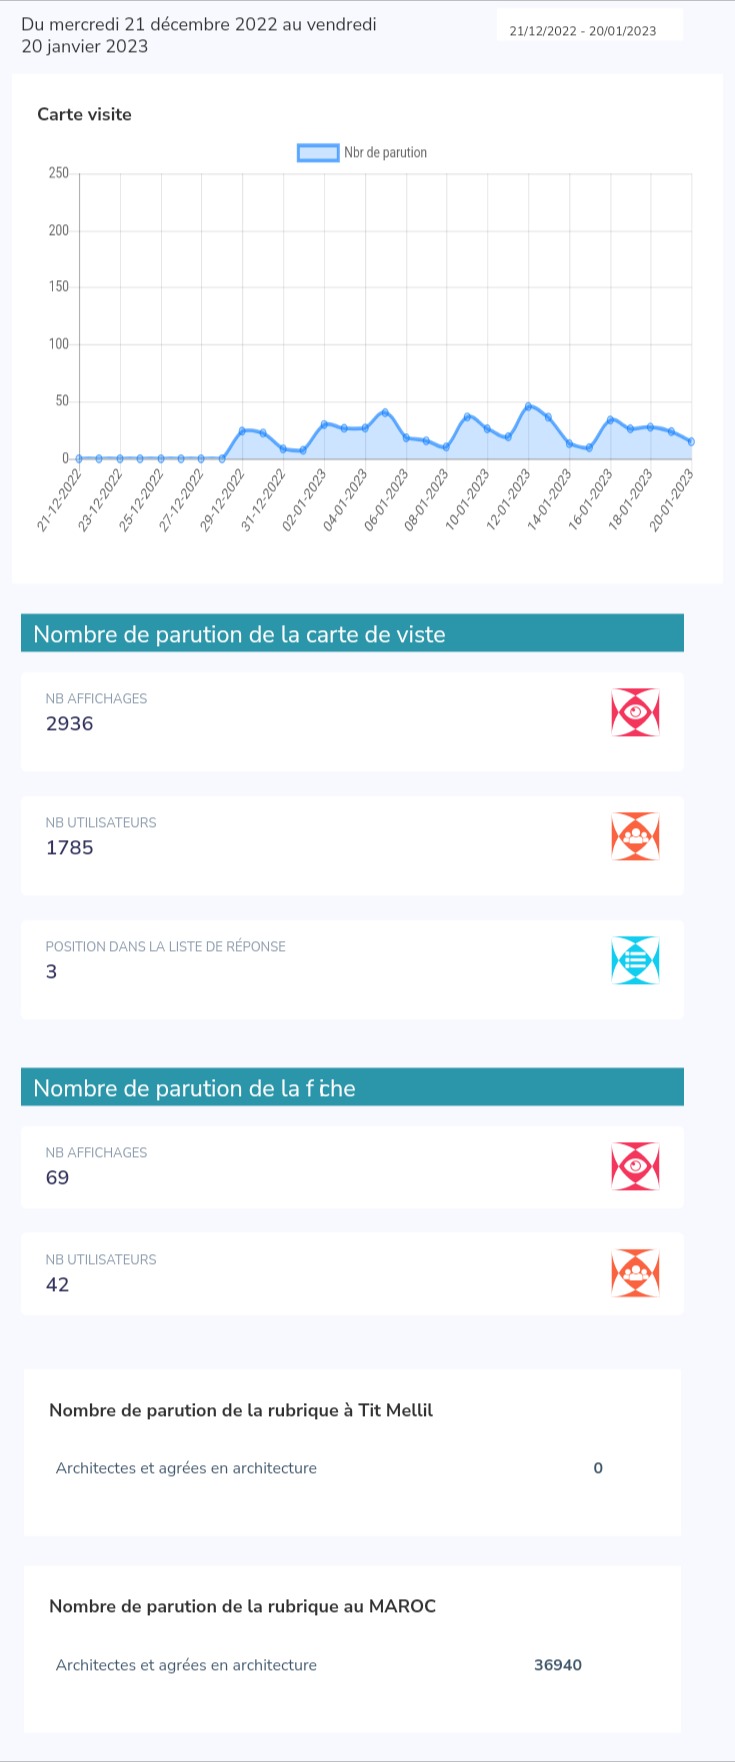 Du mercredi 21 décembre 2022 au vendredi
20 janvier 2023
21/12/2022 - 20/01/2023
Carte visite
Nbr de parution
250
200
150
100
50
0
21-12-2022
23-12-2022
25-12-2022
27-12-2022
29-12-2022
31-12-2022
02-01-2023
04-01-2023
06-01-2023
08-01-2023
10-01-2023
12-01-2023
14-01-2023
16-01-2023
18-01-2023
20-01-2023
Nombre de parution de la carte de viste
NB AFFICHAGES
2936
NB UTILISATEURS
1785
POSITION DANS LA LISTE DE RÉPONSE
3
Nombre de parution de la fiche
NB AFFICHAGES
69
NB UTILISATEURS
42
Nombre de parution de la rubrique à Tit Mellil
Architectes et agrées en architecture 0
Nombre de parution de la rubrique au MAROC
Architectes et agrées en architecture 36940